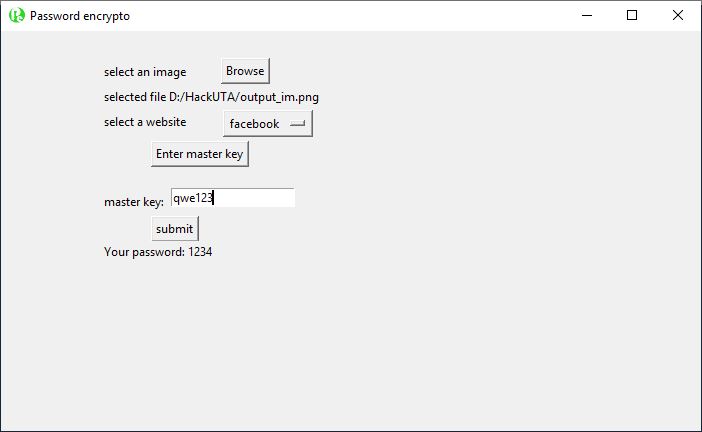 Password encrypto
select an image Browse
selected file D:/HackUTA/output_im.png
select a website facebook
Enter master key
master key: qwe123
submit
Your password: 1234